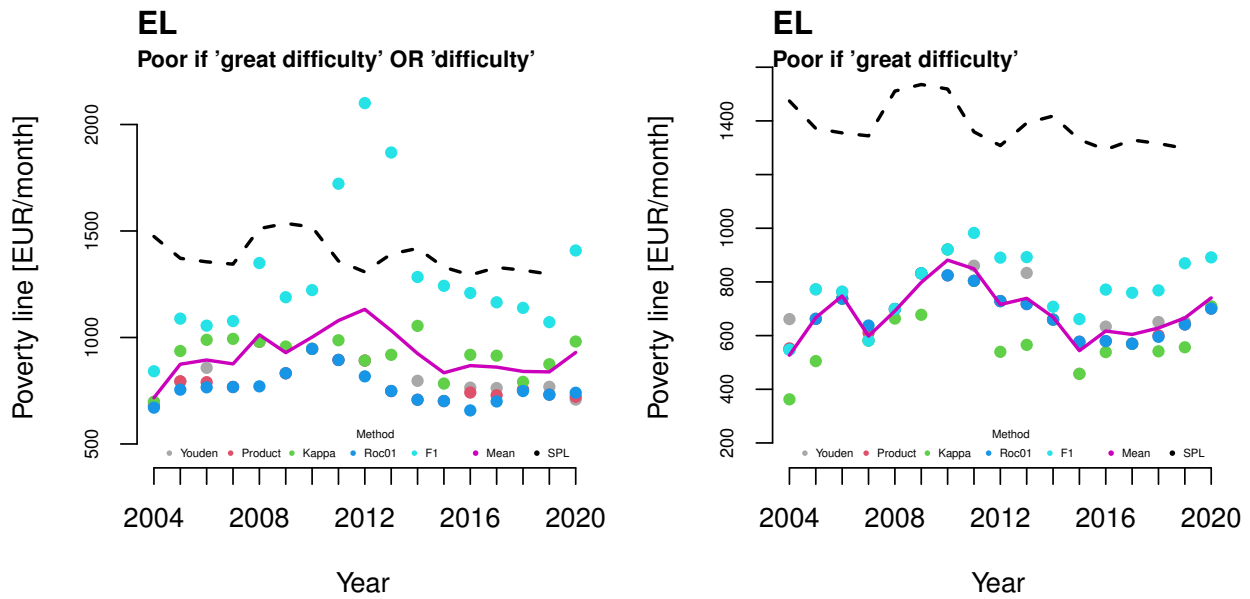 EL
Poor if ’great difficulty’ OR ’difficulty’
Poverty line [EUR/month]
2000
1500
1000
500
Method
Youden Product Kappa Roc01 F1 Mean SPL
2004 2008 2012 2016 2020
Year
EL
Poor if ’great difficulty’
Poverty line [EUR/month]
1400
1000
800
600
400
200
Method
Youden Product Kappa Roc01 F1 Mean SPL
2004 2008 2012 2016 2020
Year